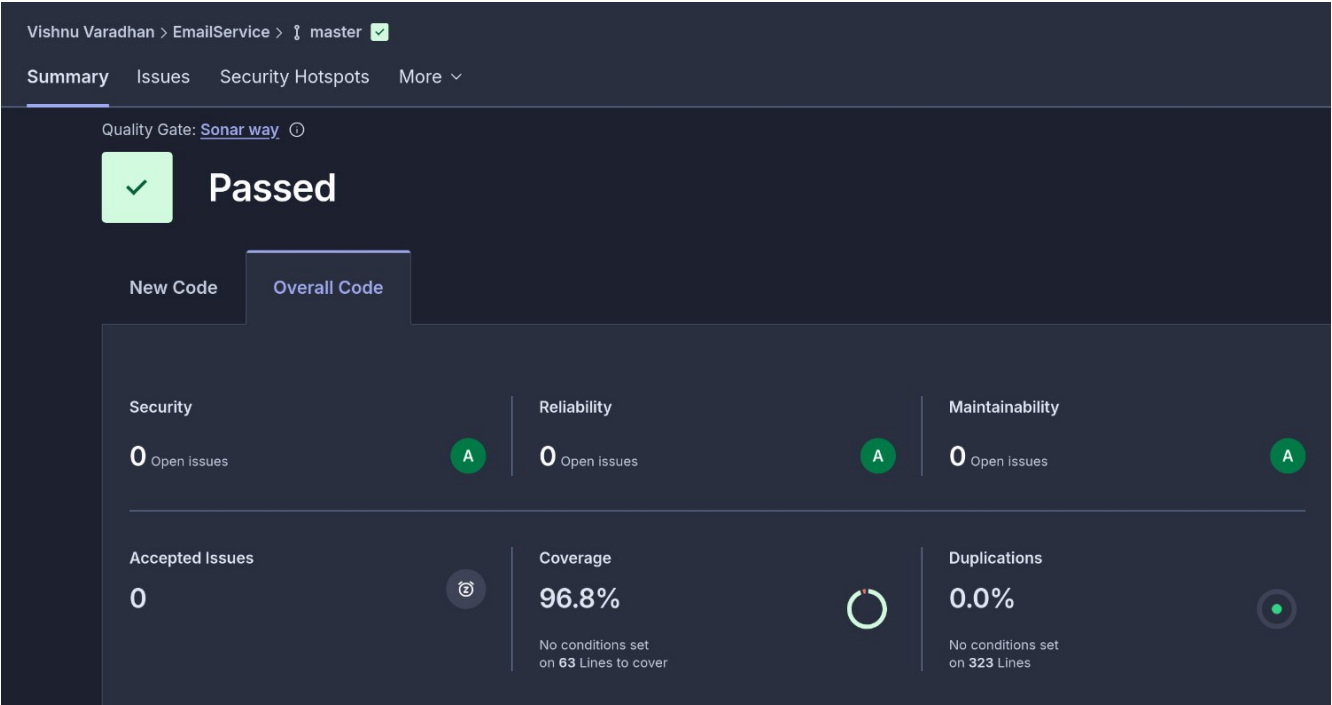 Vishnu Varadhan > EmailService > master
Summary Issues Security Hotspots More
Quality Gate: Sonar way
Passed
New Code Overall Code
Security Reliability Maintainability
0 Open issues A 0 Open issues A 0 Open issues A
Accepted Issues Coverage Duplications
0 96.8% 0.0%
No conditions set No conditions set
on 63 Lines to cover on 323 Lines